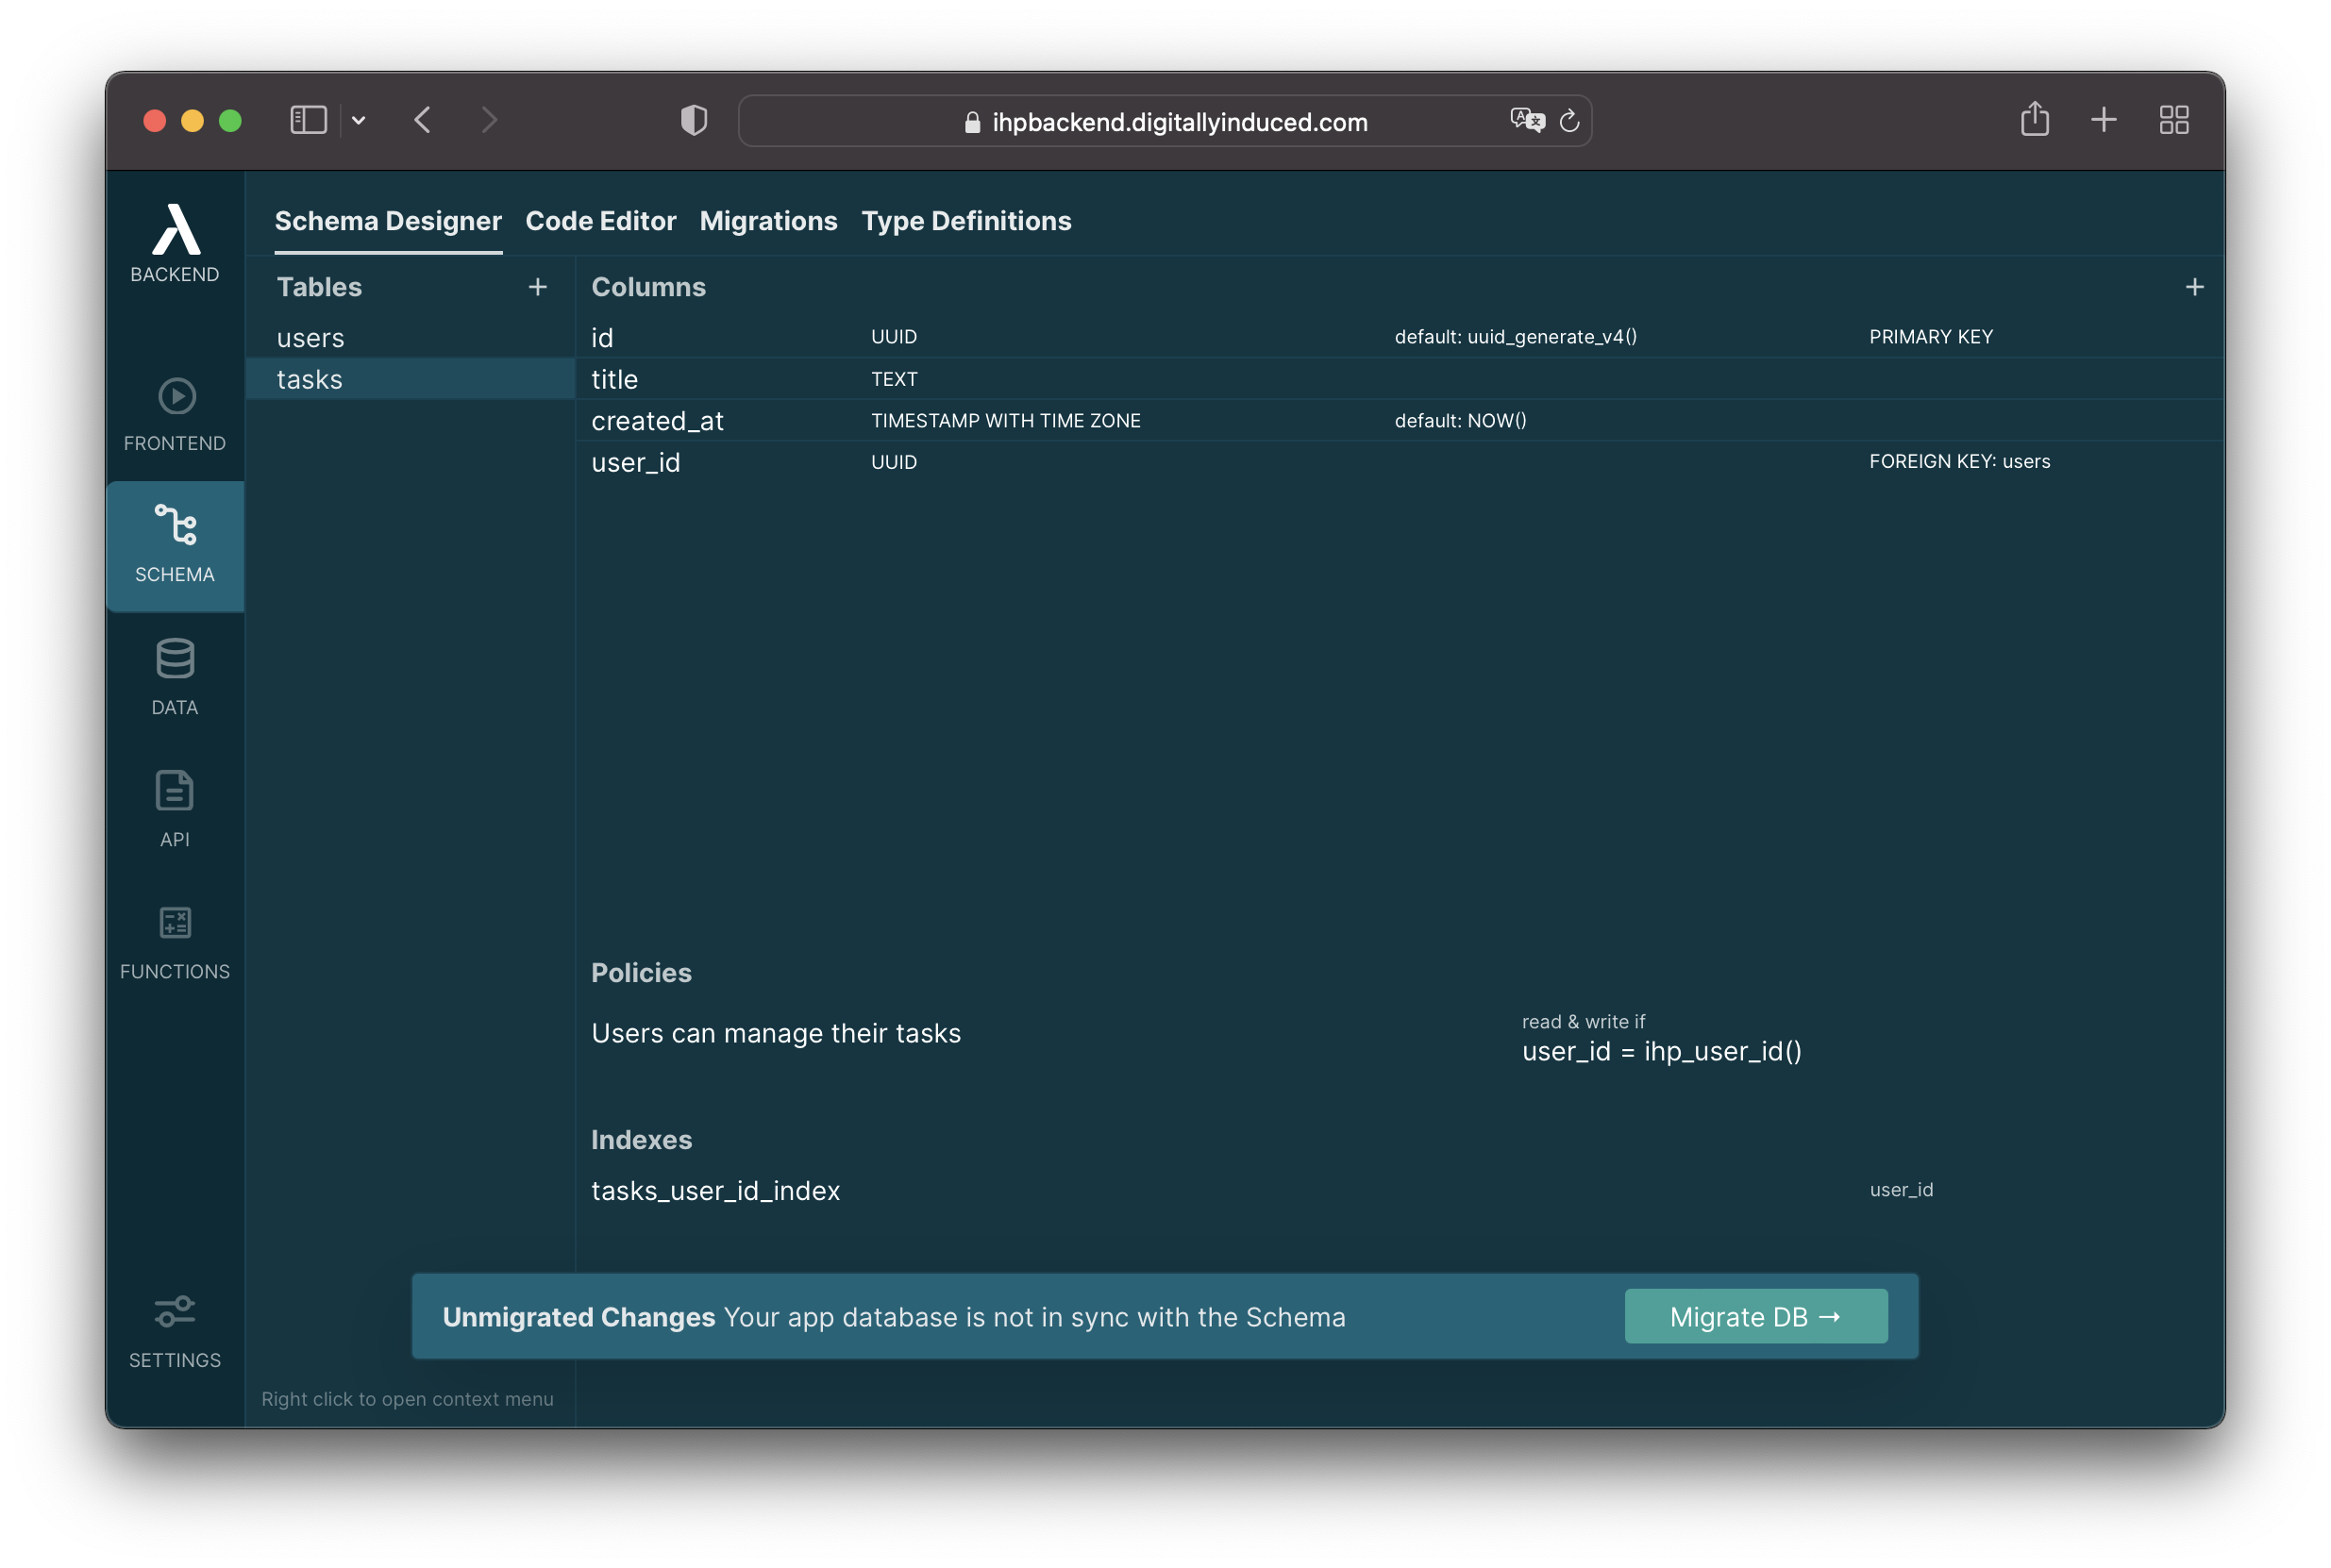 ihpbackend.digitallyinduced.com
BACKEND
FRONTEND
SCHEMA
DATA
API
FUNCTIONS
SETTINGS
Schema Designer Code Editor Migrations Type Definitions
Tables +
users
tasks
Right click to open context menu
Columns +
id UUID default: uuid_generate_v4() PRIMARY KEY
title TEXT
created_at TIMESTAMP WITH TIME ZONE default: NOW()
user_id UUID FOREIGN KEY: users
Policies
Users can manage their tasks
read & write if
user_id = ihp_user_id()
Indexes
tasks_user_id_index user_id
Unmigrated Changes Your app database is not in sync with the Schema Migrate DB →